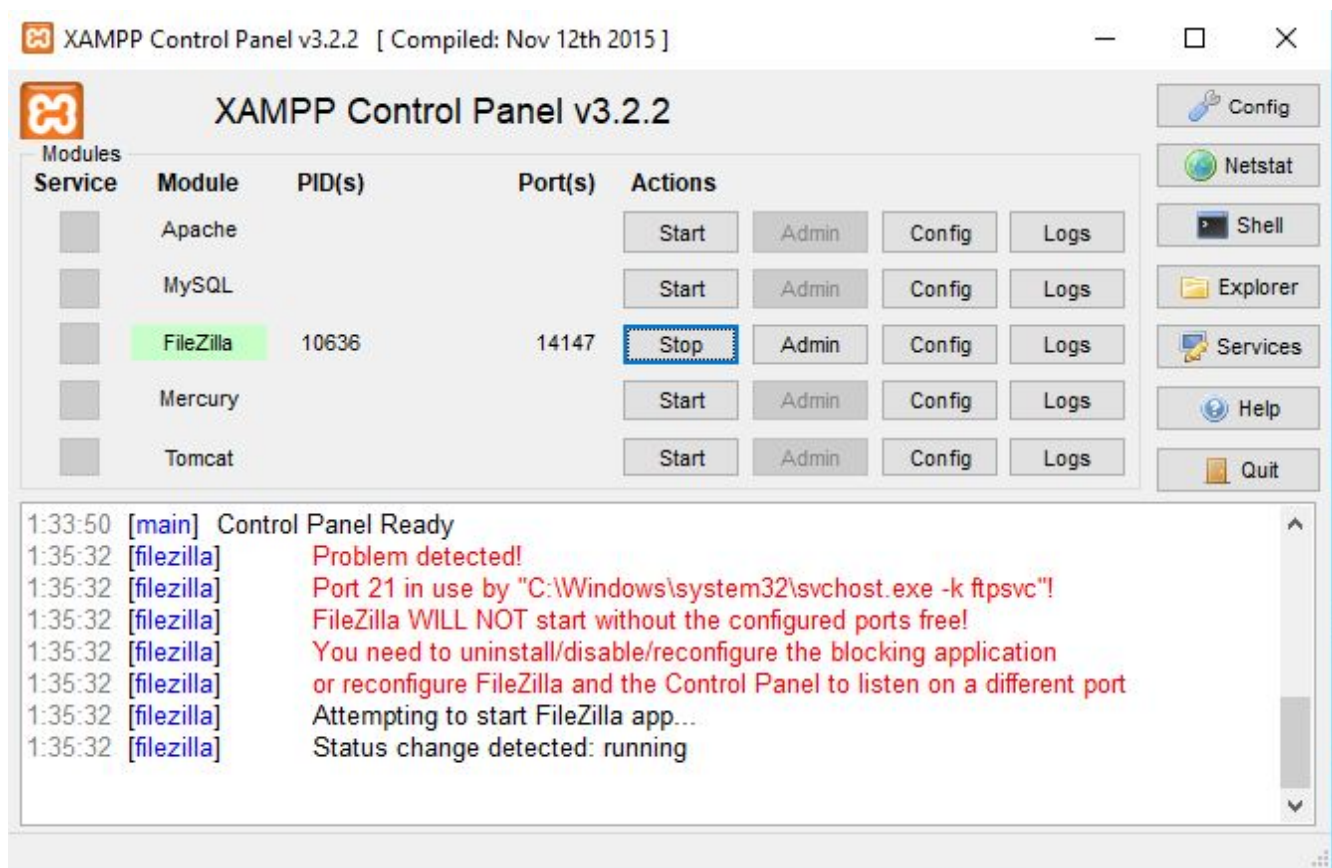 XAMPP Control Panel v3.2.2 [ Compiled: Nov 12th 2015 ]
XAMPP Control Panel v3.2.2
Config
Modules
Netstat
Service Module PID(s) Port(s) Actions
Apache Start Admin Config Logs
Shell
MySQL Start Admin Config Logs
Explorer
FileZilla 10636 14147 Stop Admin Config Logs
Services
Mercury Start Admin Config Logs
Help
Tomcat Start Admin Config Logs
Quit
1:33:50 [main] Control Panel Ready
1:35:32 [filezilla] Problem detected!
1:35:32 [filezilla] Port 21 in use by "C:\Windows\system32\svchost.exe -k ftpsvc"!
1:35:32 [filezilla] FileZilla WILL NOT start without the configured ports free!
1:35:32 [filezilla] You need to uninstall/disable/reconfigure the blocking application
1:35:32 [filezilla] or reconfigure FileZilla and the Control Panel to listen on a different port
1:35:32 [filezilla] Attempting to start FileZilla app...
1:35:32 [filezilla] Status change detected: running